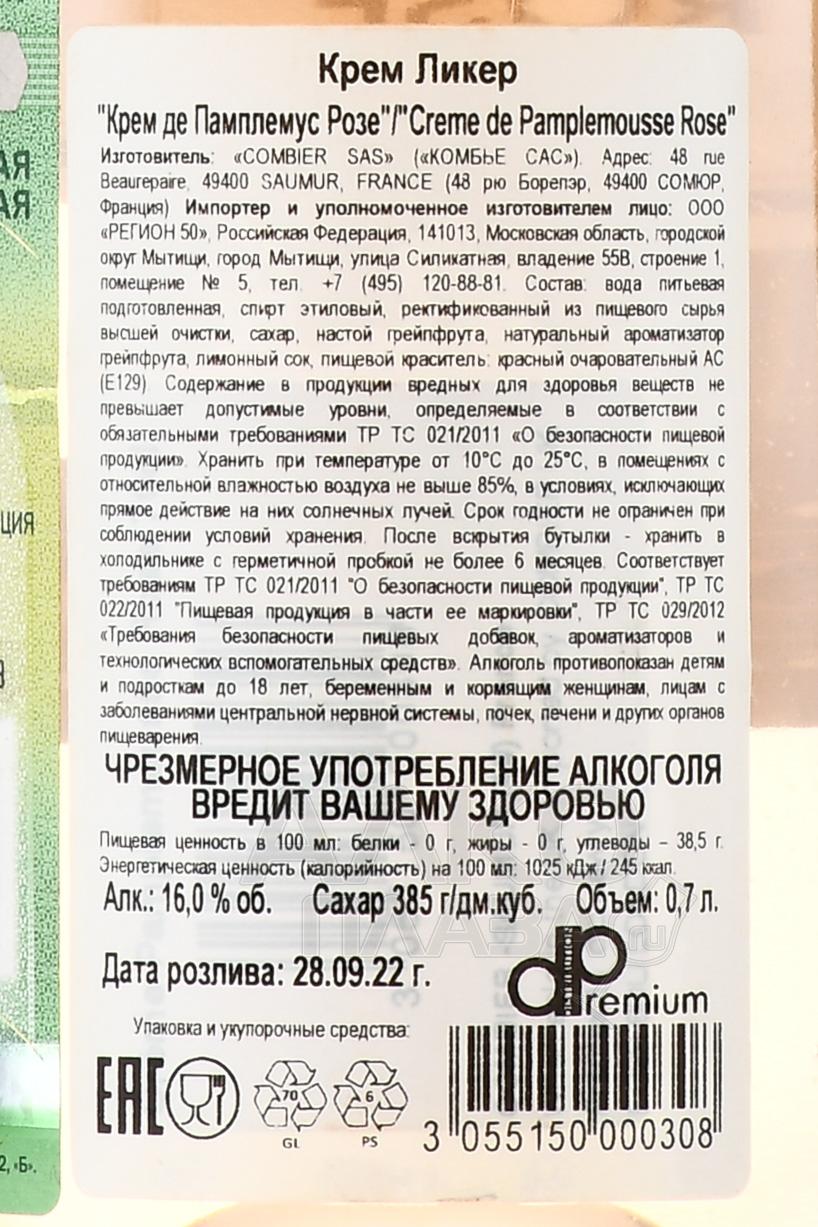 Крем Ликер
"Крем де Памплемус Розе"/"Creme de Pamplemousse Rose"
Изготовитель: «COMBIER SAS» («КОМБЬЕ САС»). Адрес: 48 rue
Beaurepaire, 49400 SAUMUR, FRANCE (48 рю Борепэр, 49400 СОМЮР,
Франция) Импортер и уполномоченное изготовителем лицо: ООО
«РЕГИОН 50», Российская Федерация, 141013, Московская область, городской
округ Мытищи, город Мытищи, улица Силикатная, владение 55В, строение 1,
помещение № 5, тел. +7 (495) 120-88-81. Состав: вода питьевая
подготовленная, спирт этиловый, ректификованный из пищевого сырья
высшей очистки, сахар, настой грейпфрута, натуральный ароматизатор
грейпфрута, лимонный сок, пищевой краситель: красный очаровательный АС
(Е129). Содержание в продукции вредных для здоровья веществ не
превышает допустимые уровни, определяемые в соответствии с
обязательными требованиями ТР ТС 021/2011 «О безопасности пищевой
продукции». Хранить при температуре от 10°С до 25°С, в помещениях с
относительной влажностью воздуха не выше 85%, в условиях, исключающих
прямое действие на них солнечных лучей. Срок годности не ограничен при
соблюдении условий хранения. После вскрытия бутылки - хранить в
холодильнике с герметичной пробкой не более 6 месяцев. Соответствует
требованиям ТР ТС 021/2011 "О безопасности пищевой продукции", ТР ТС
022/2011 "Пищевая продукция в части ее маркировки", ТР ТС 029/2012
«Требования безопасности пищевых добавок, ароматизаторов и
технологических вспомогательных средств». Алкоголь противопоказан детям
и подросткам до 18 лет, беременным и кормящим женщинам, лицам с
заболеваниями центральной нервной системы, почек, печени и других органов
пищеварения.
ЧРЕЗМЕРНОЕ УПОТРЕБЛЕНИЕ АЛКОГОЛЯ
ВРЕДИТ ВАШЕМУ ЗДОРОВЬЮ
Пищевая ценность в 100 мл: белки - 0 г, жиры - 0 г, углеводы – 38,5 г.
Энергетическая ценность (калорийность) на 100 мл: 1025 кДж / 245 ккал.
Алк.: 16,0 % об. Сахар 385 г/дм.куб. Объем: 0,7 л.
Дата розлива: 28.09.22 г.
dPremium
Упаковка и укупорочные средства:
EAC
70 6
GL PS
3 055150 000308
АЛКО
ПЛАЗА.ru
АЯ
АЯ
ЦИЯ
2, «Б».